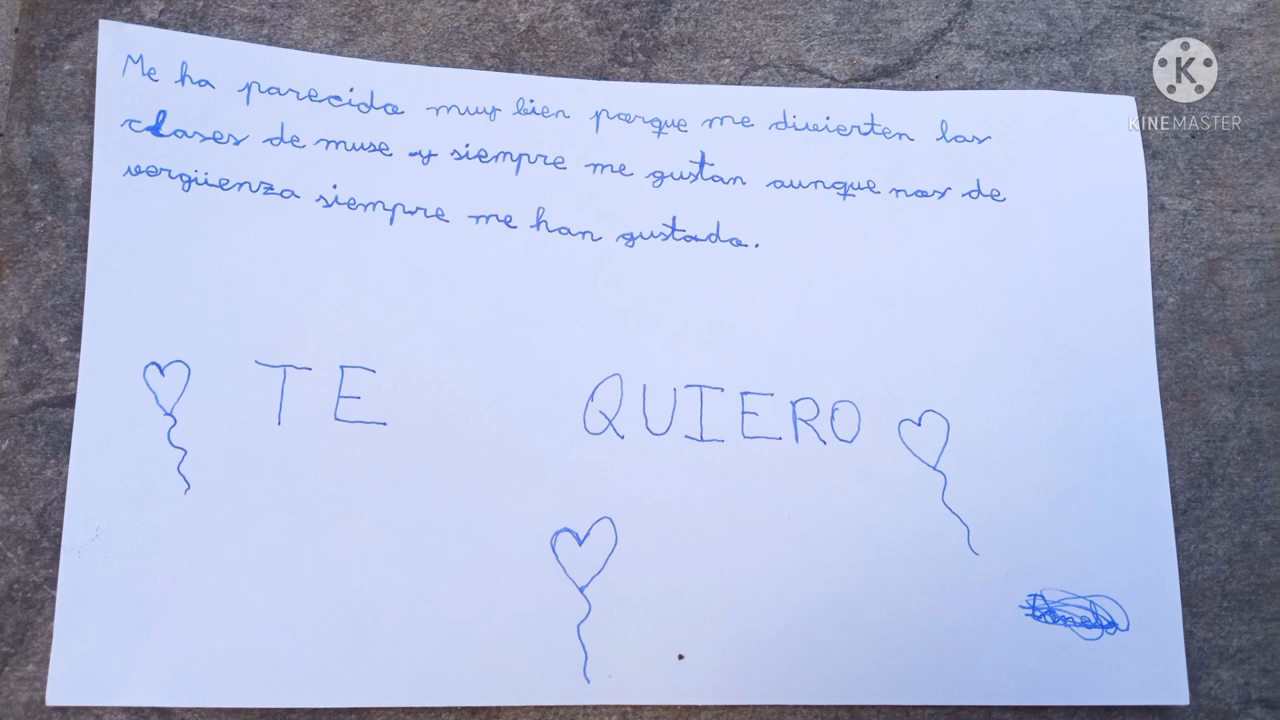 Me ha parecido muy bien porque me divierten las
clases de muse y siempre me gustan aunque nos de
vergüenza siempre me han gustado.
TE QUIERO
K
KINEMASTER